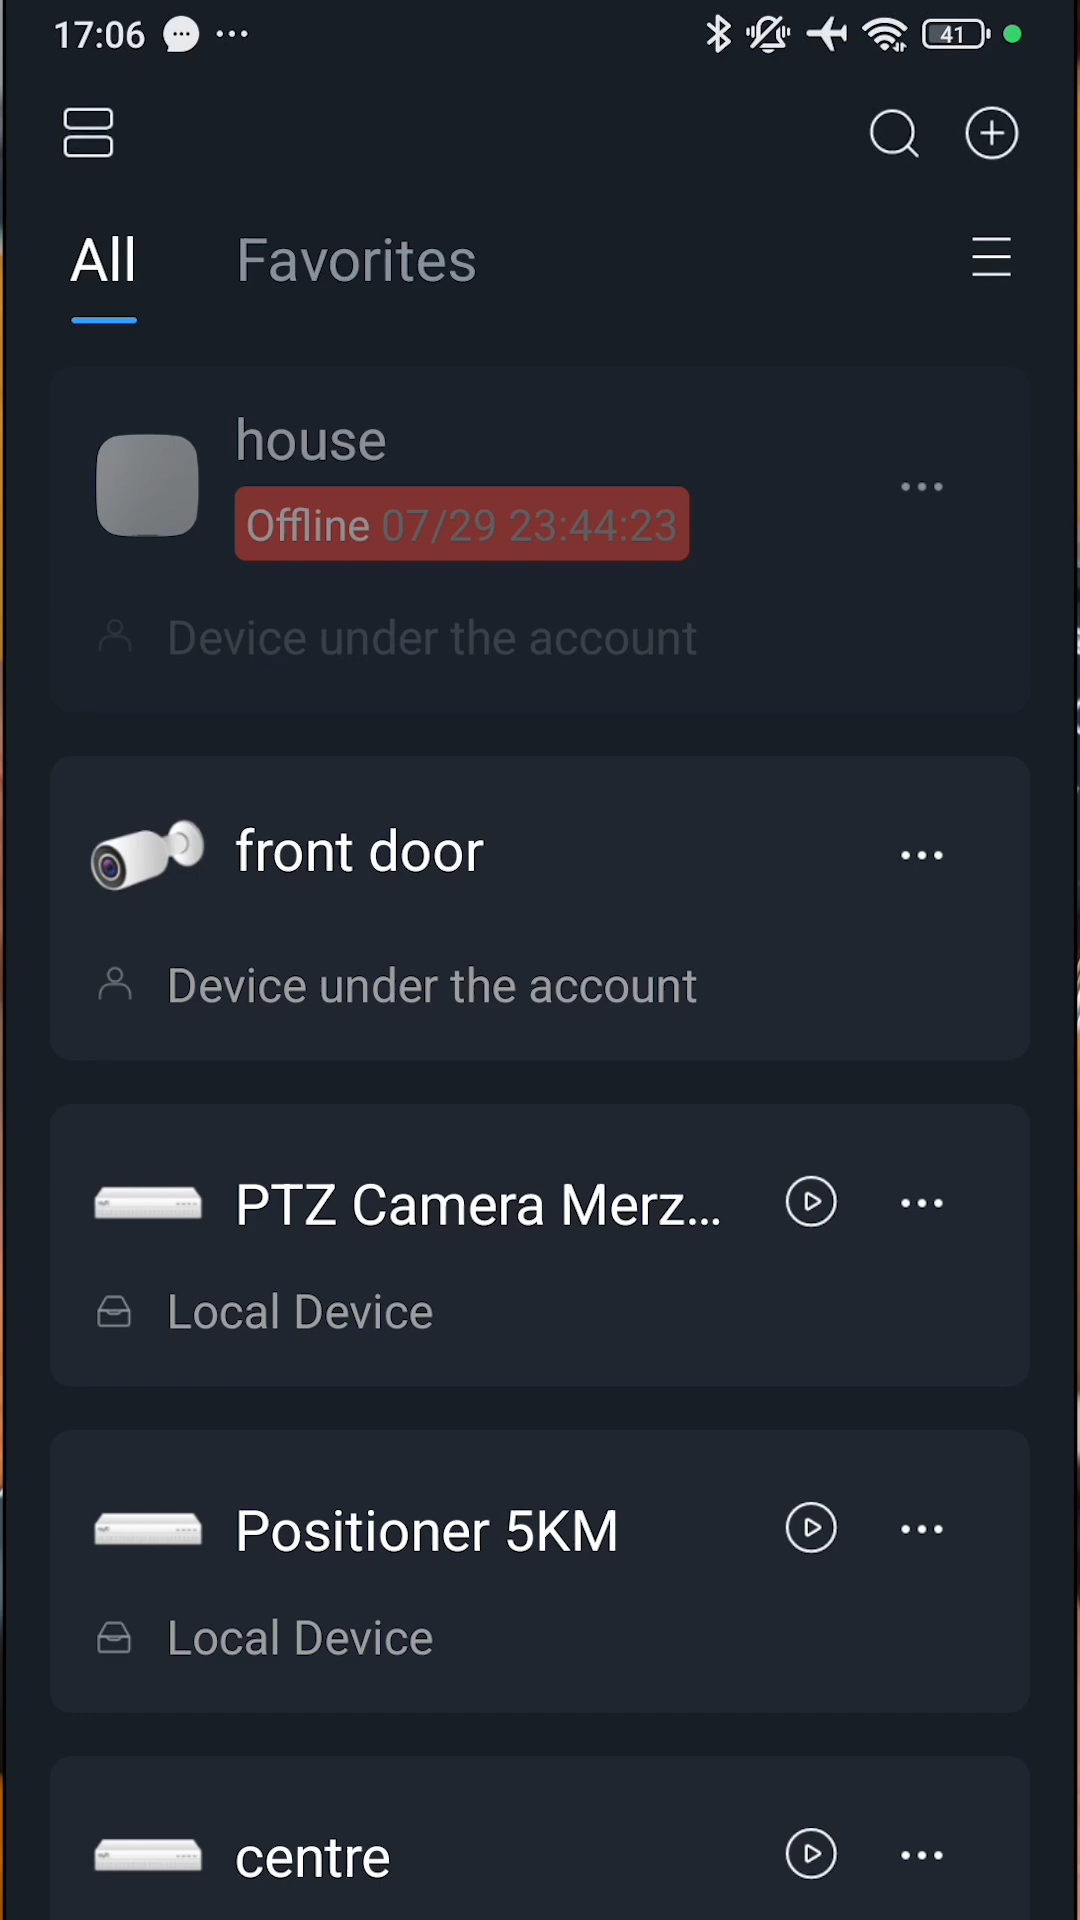 17:06
41
All Favorites
house
Offline 07/29 23:44:23
Device under the account
front door
Device under the account
PTZ Camera Merz...
Local Device
Positioner 5KM
Local Device
centre